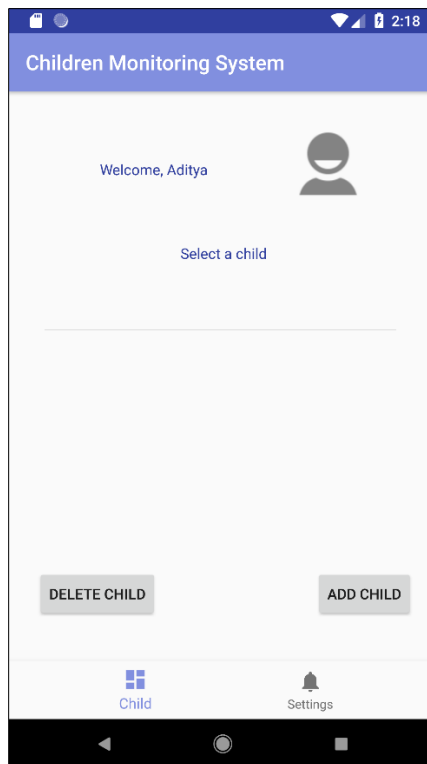 2:18
Children Monitoring System
Welcome, Aditya
Select a child
DELETE CHILD
ADD CHILD
Child
Settings